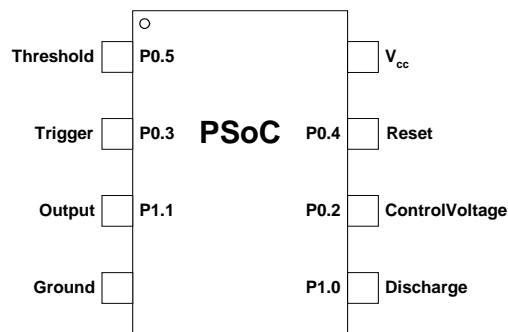 Threshold P0.5 V_cc
Trigger P0.3 PSoC P0.4 Reset
Output P1.1 P0.2 ControlVoltage
Ground P1.0 Discharge